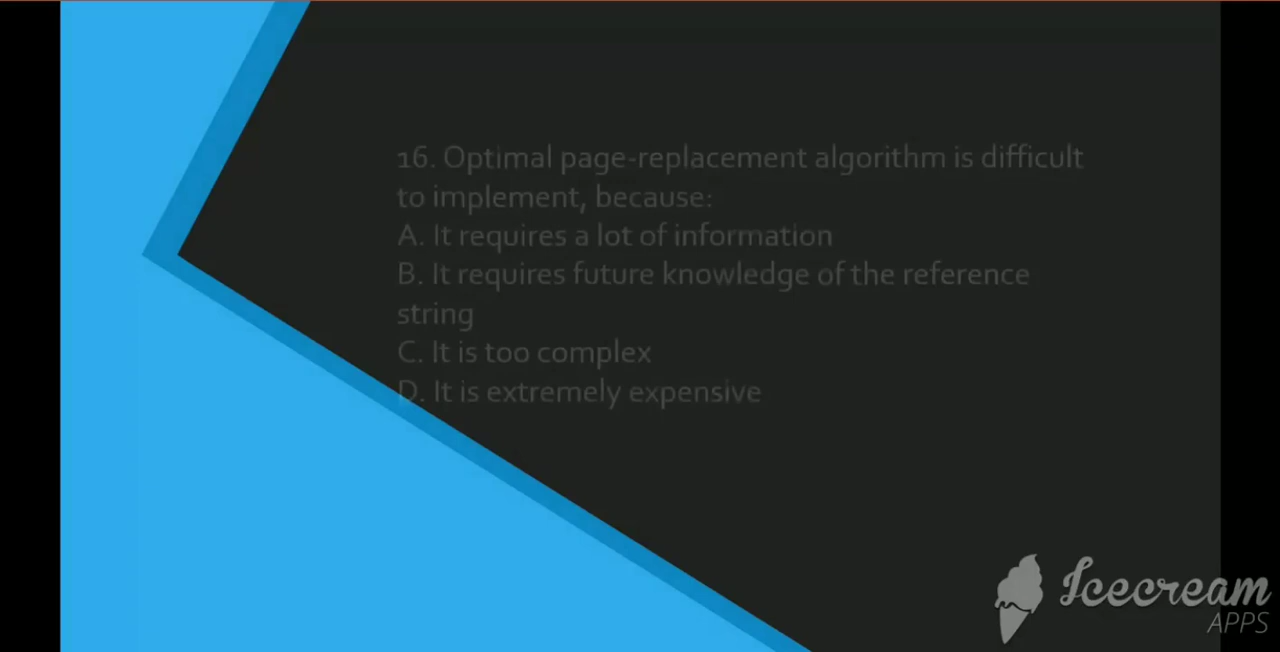 16. Optimal page-replacement algorithm is difficult
to implement, because:
A. It requires a lot of information
B. It requires future knowledge of the reference
string
C. It is too complex
D. It is extremely expensive
Icecream
APPS